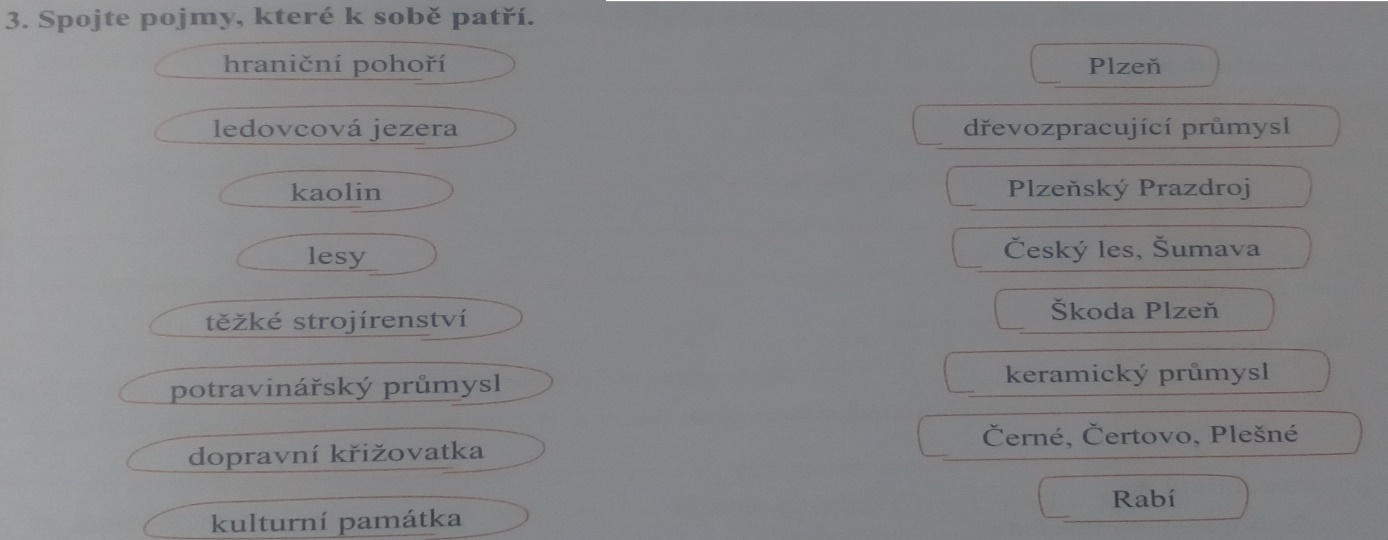 3. Spojte pojmy, které k sobě patří.
hraniční pohoří
Plzeň
ledovcová jezera
dřevozpracující průmysl
kaolin
Plzeňský Prazdroj
lesy
Český les, Šumava
těžké strojírenství
Škoda Plzeň
potravinářský průmysl
keramický průmysl
dopravní křižovatka
Černé, Čertovo, Plešné
kulturní památka
Rabí